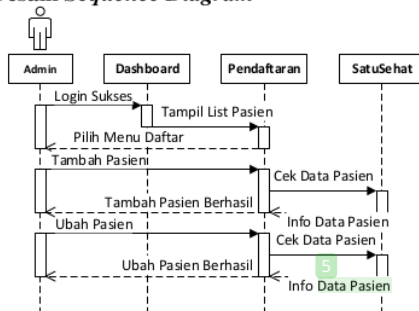 Sequence Diagram
Admin
Dashboard
Pendaftaran
SatuSehat
Login Sukses
Tampil List Pasien
Pilih Menu Daftar
Tambah Pasien
Cek Data Pasien
Tambah Pasien Berhasil
Info Data Pasien
Ubah Pasien
Cek Data Pasien
Ubah Pasien Berhasil
5
Info Data Pasien